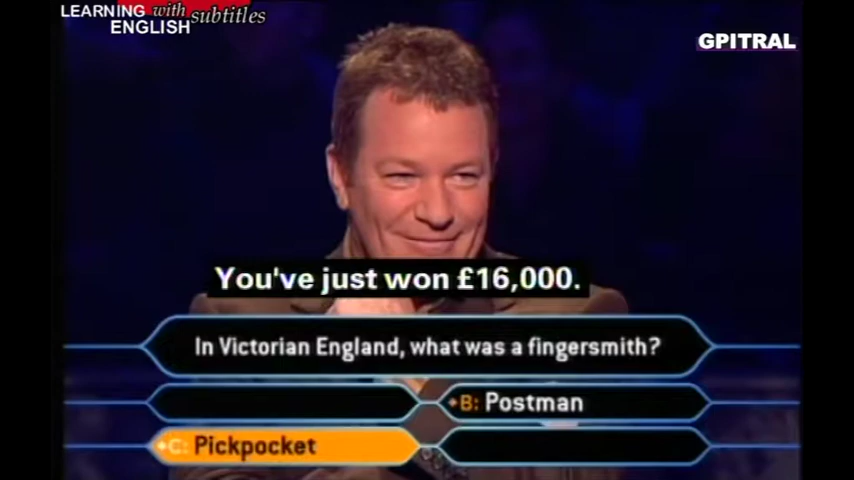 LEARNING with subtitles
ENGLISH
GPITRAL
You've just won £16,000.
In Victorian England, what was a fingersmith?
B: Postman
C: Pickpocket